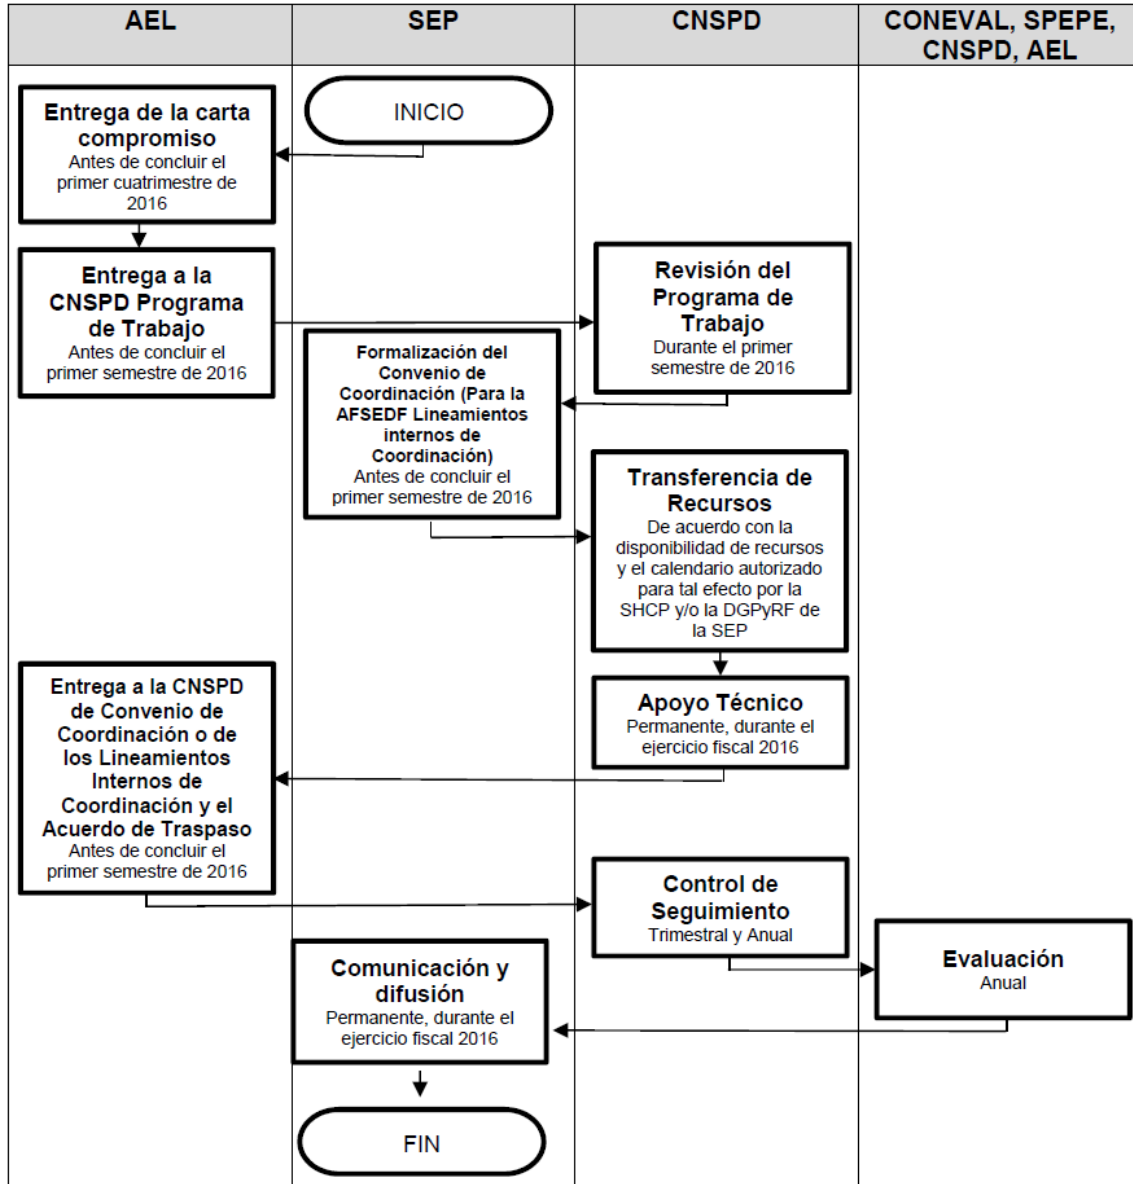 AEL
SEP
CNSPD
CONEVAL, SPEPE,
CNSPD, AEL
INICIO
Entrega de la carta
compromiso
Antes de concluir el
primer cuatrimestre de
2016
Entrega a la
CNSPD Programa
de Trabajo
Antes de concluir el
primer semestre de 2016
Revisión del
Programa de
Trabajo
Durante el primer
semestre de 2016
Formalización del
Convenio de
Coordinación (Para la
AFSEDF Lineamientos
internos de
Coordinación)
Antes de concluir el
primer semestre de 2016
Transferencia de
Recursos
De acuerdo con la
disponibilidad de recursos
y el calendario autorizado
para tal efecto por la
SHCP y/o la DGPyRF de
la SEP
Apoyo Técnico
Permanente, durante el
ejercicio fiscal 2016
Entrega a la CNSPD
de Convenio de
Coordinación o de
los Lineamientos
Internos de
Coordinación y el
Acuerdo de Traspaso
Antes de concluir el
primer semestre de 2016
Control de
Seguimiento
Trimestral y Anual
Evaluación
Anual
Comunicación y
difusión
Permanente, durante el
ejercicio fiscal 2016
FIN